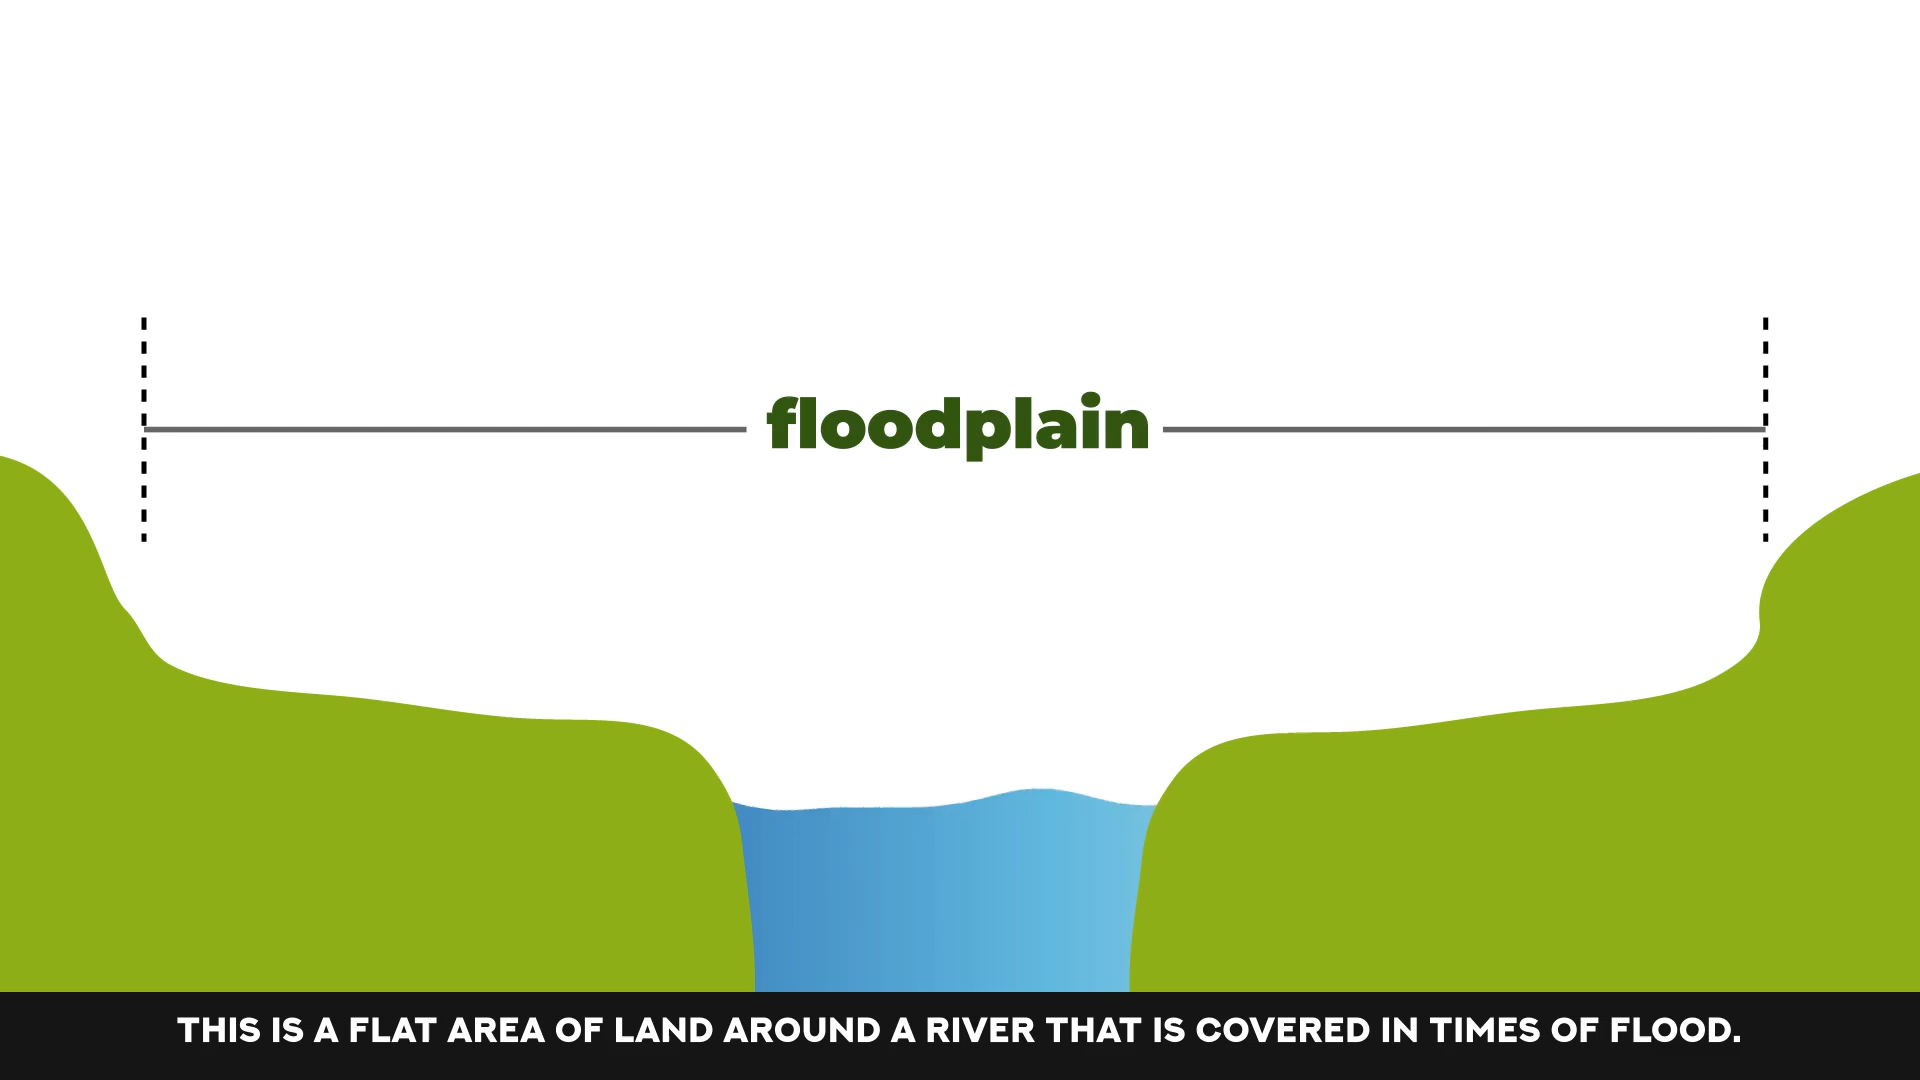 floodplain
THIS IS A FLAT AREA OF LAND AROUND A RIVER THAT IS COVERED IN TIMES OF FLOOD.